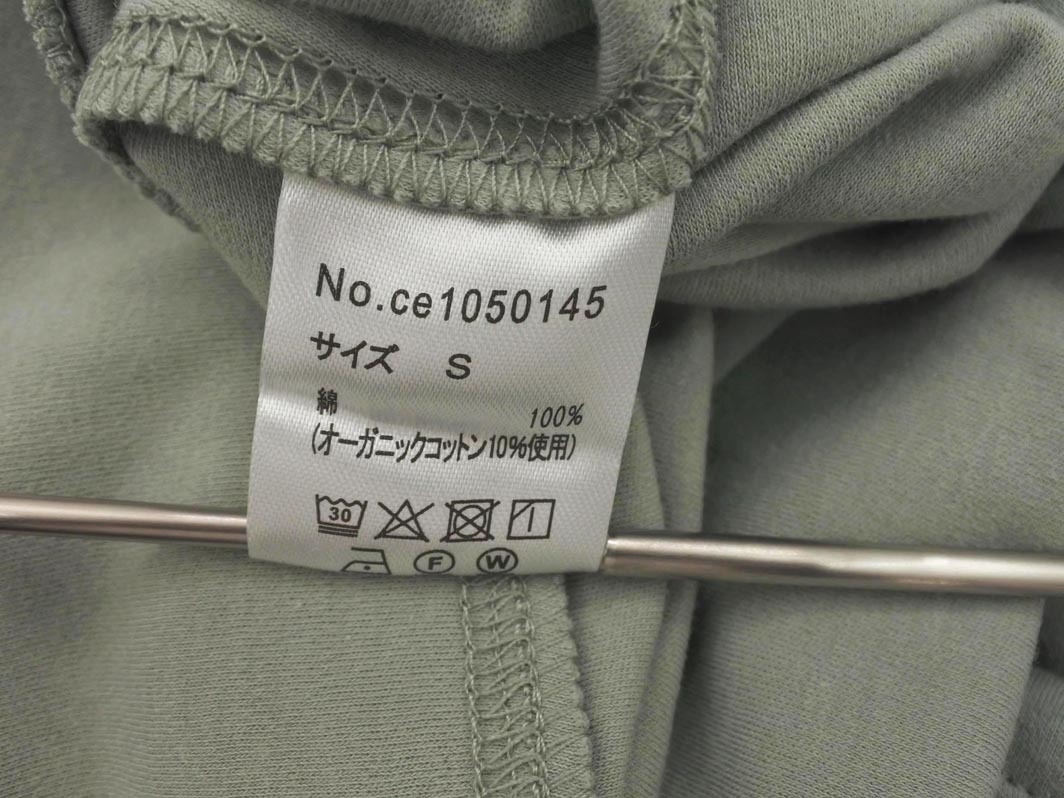 No.ce1050145
サイズ S
綿 100%
(オーガニックコットン10%使用)
30
F W